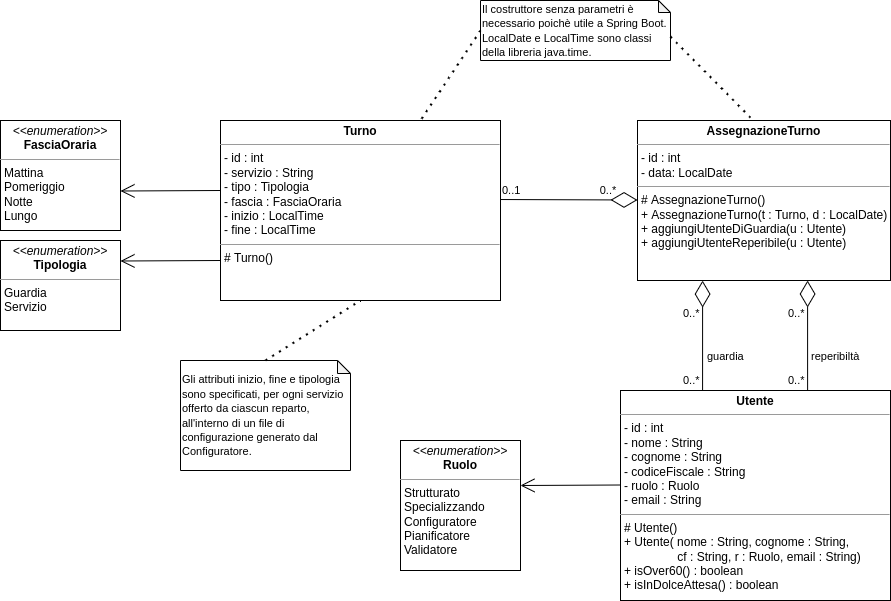 Il costruttore senza parametri è
necessario poichè utile a Spring Boot.
LocalDate e LocalTime sono classi
della libreria java.time.
<<enumeration>>
FasciaOraria
Mattina
Pomeriggio
Notte
Lungo
<<enumeration>>
Tipologia
Guardia
Servizio
Turno
- id : int
- servizio : String
- tipo : Tipologia
- fascia : FasciaOraria
- inizio : LocalTime
- fine : LocalTime
# Turno()
0..1
0..*
AssegnazioneTurno
- id : int
- data: LocalDate
# AssegnazioneTurno()
+ AssegnazioneTurno(t : Turno, d : LocalDate)
+ aggiungiUtenteDiGuardia(u : Utente)
+ aggiungiUtenteReperibile(u : Utente)
0..*
0..*
guardia
reperibiltà
0..*
0..*
Gli attributi inizio, fine e tipologia
sono specificati, per ogni servizio
offerto da ciascun reparto,
all'interno di un file di
configurazione generato dal
Configuratore.
<<enumeration>>
Ruolo
Strutturato
Specializzando
Configuratore
Pianificatore
Validatore
Utente
- id : int
- nome : String
- cognome : String
- codiceFiscale : String
- ruolo : Ruolo
- email : String
# Utente()
+ Utente( nome : String, cognome : String,
cf : String, r : Ruolo, email : String)
+ isOver60() : boolean
+ isInDolceAttesa() : boolean